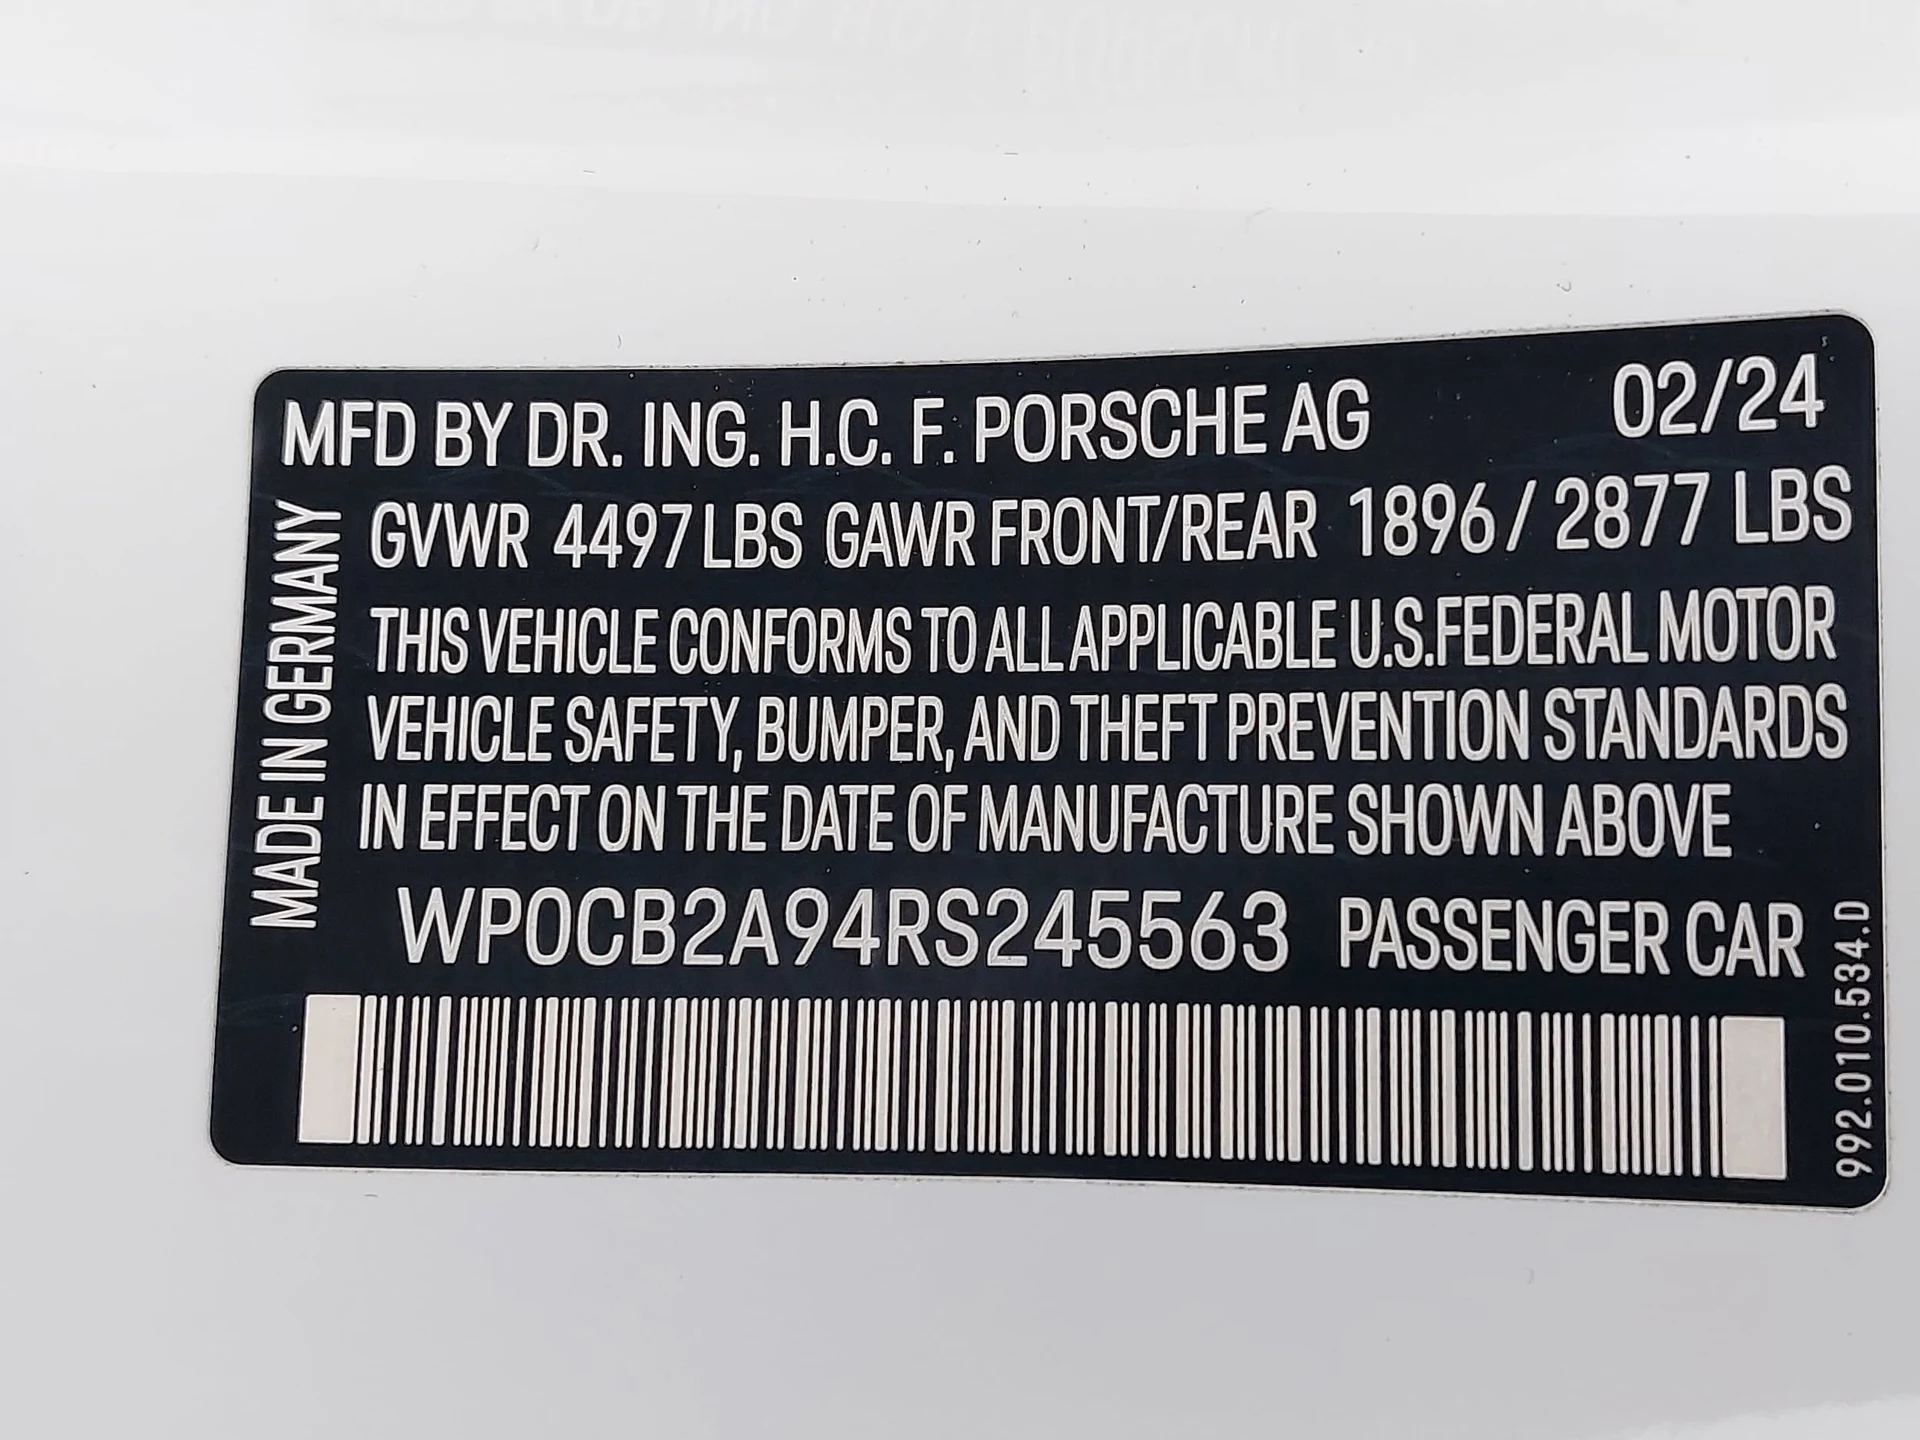 MFD BY DR. ING. H.C. F. PORSCHE AG 02/24
GVWR 4497 LBS GAWR FRONT/REAR 1896 / 2877 LBS
THIS VEHICLE CONFORMS TO ALL APPLICABLE U.S.FEDERAL MOTOR
VEHICLE SAFETY, BUMPER, AND THEFT PREVENTION STANDARDS
IN EFFECT ON THE DATE OF MANUFACTURE SHOWN ABOVE
WP0CB2A94RS245563 PASSENGER CAR
MADE IN GERMANY
992.010.534.D